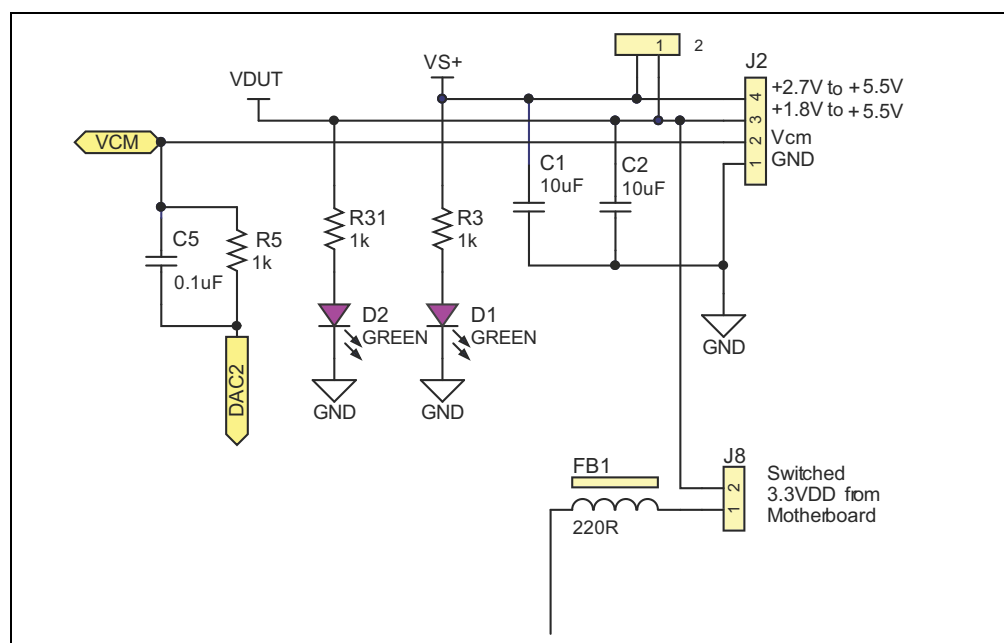 1 2
J2
VS+
VDUT
+2.7V to +5.5V
+1.8V to +5.5V
4
3
2
1
Vcm
GND
VCM
C1
10uF
C2
10uF
R31
1k
R3
1k
C5
0.1uF
R5
1k
D2
GREEN
D1
GREEN
GND
GND
GND
DAC2
J8
FB1
220R
2
1
Switched
3.3VDD from
Motherboard